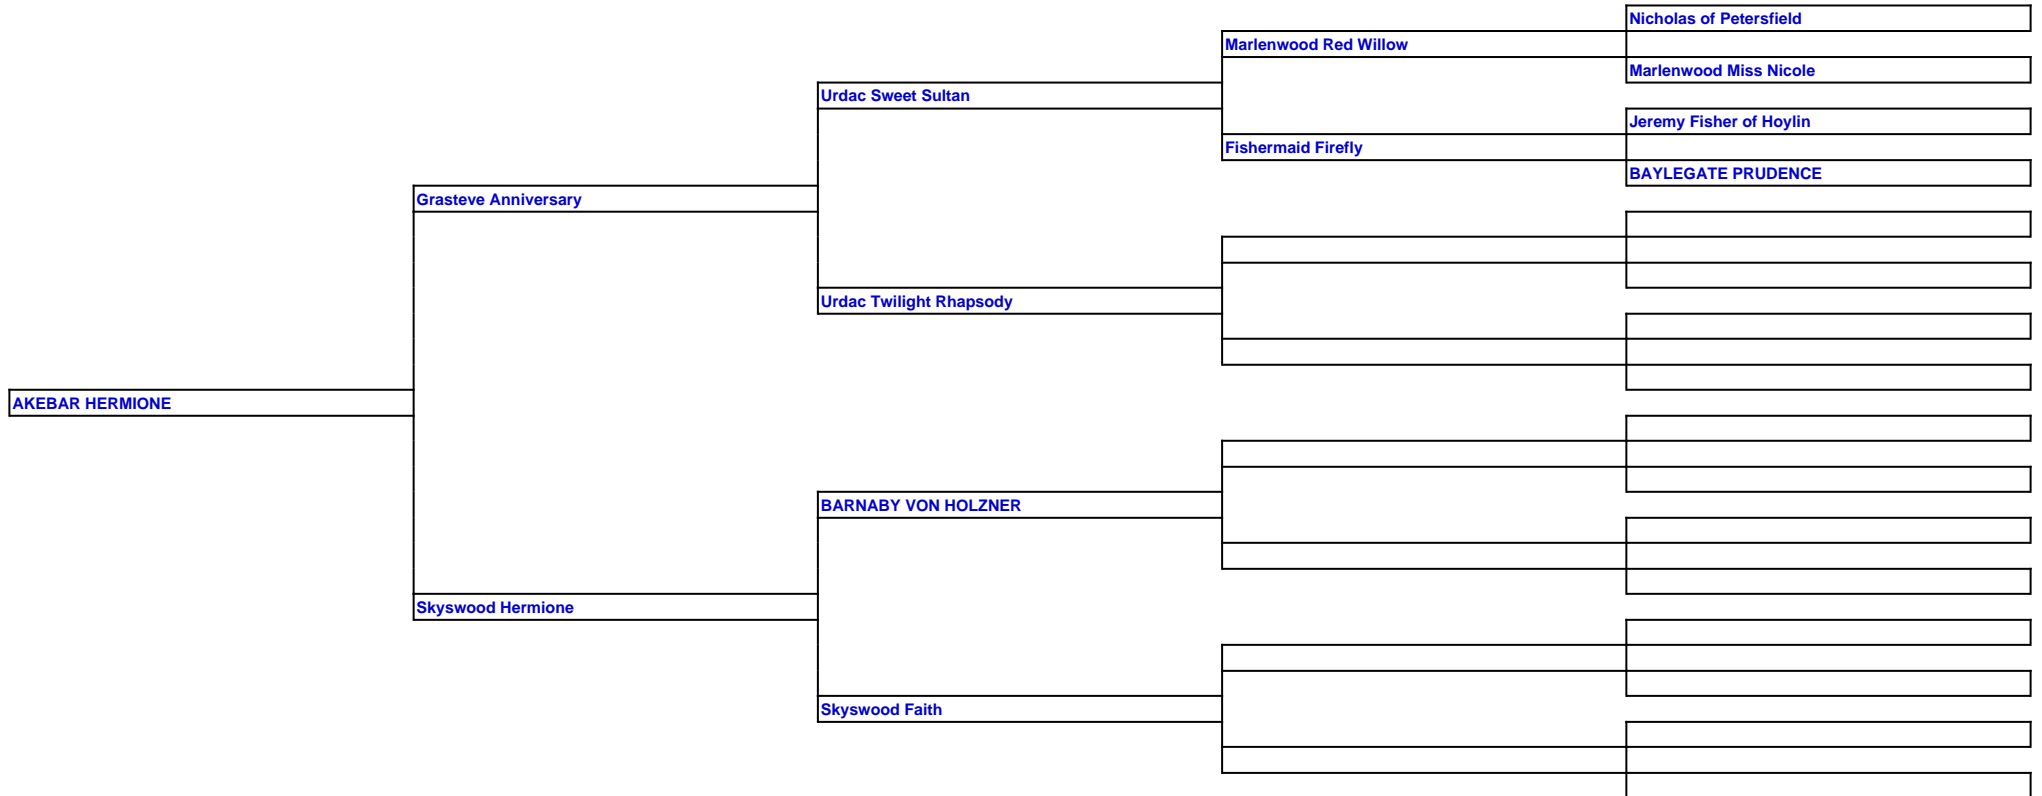 Nicholas of Petersfield
Marlenwood Red Willow
Marlenwood Miss Nicole
Urdac Sweet Sultan
Jeremy Fisher of Hoylin
Fishermaid Firefly
BAYLEGATE PRUDENCE
Grasteve Anniversary
Urdac Twilight Rhapsody
AKEBAR HERMIONE
BARNABY VON HOLZNER
Skyswood Hermione
Skyswood Faith